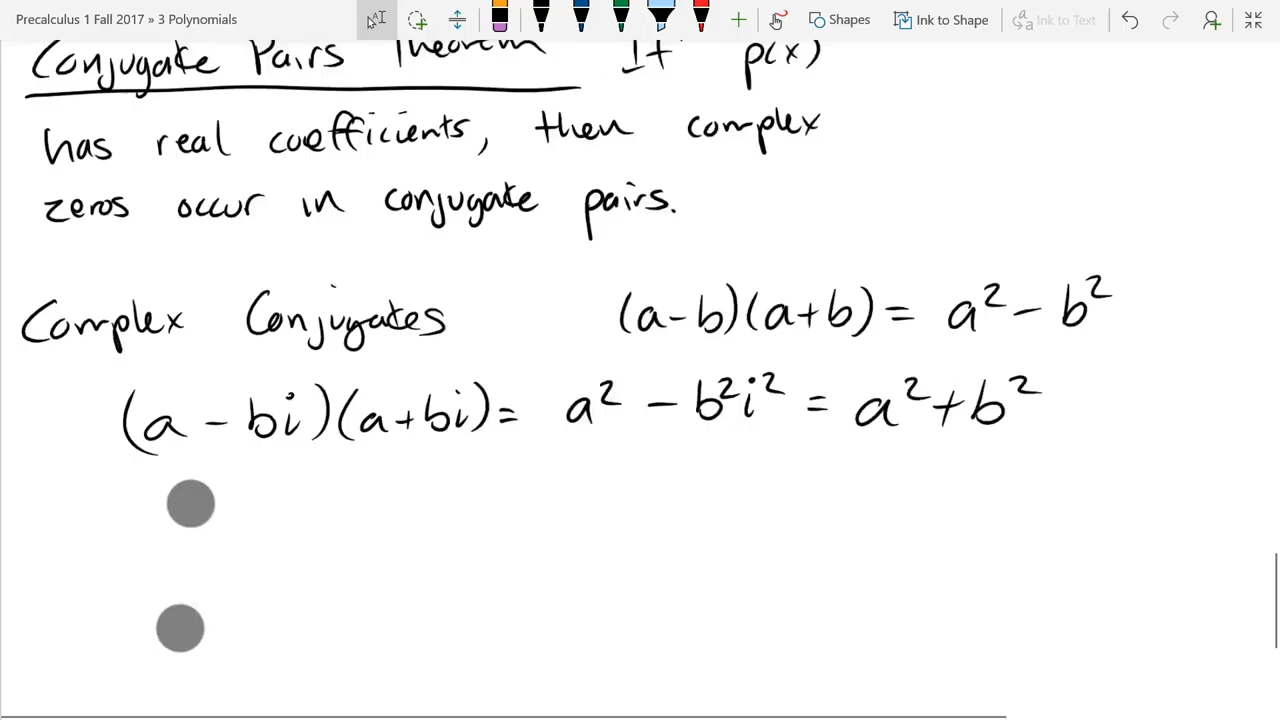 Precalculus 1 Fall 2017 » 3 Polynomials
Shapes
Ink to Shape
Ink to Text
Conjugate Pairs Theorem If p(x)
has real coefficients, then complex
zeros occur in conjugate pairs.
Complex Conjugates (a-b)(a+b) = a² - b²
(a - bi)(a+bi) = a² - b²i² = a² + b²